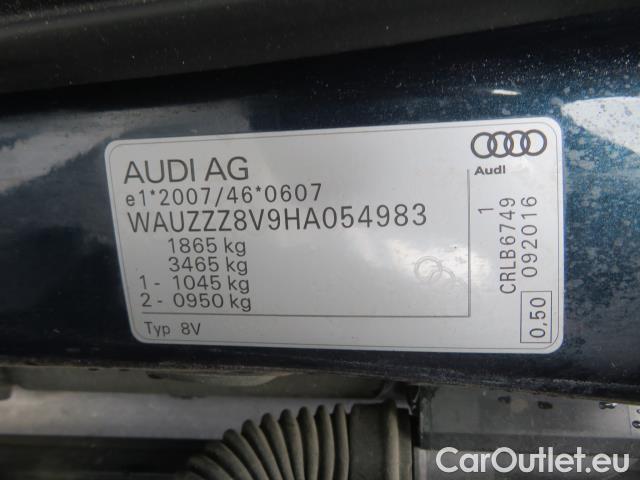 AUDI AG
e1*2007/46*0607
WAUZZZ8V9HA054983
1865 kg
3465 kg
1 - 1045 kg
2 - 0950 kg
Typ 8V
Audi
1
CRLB6749
092016
0,50
CarOutlet.eu